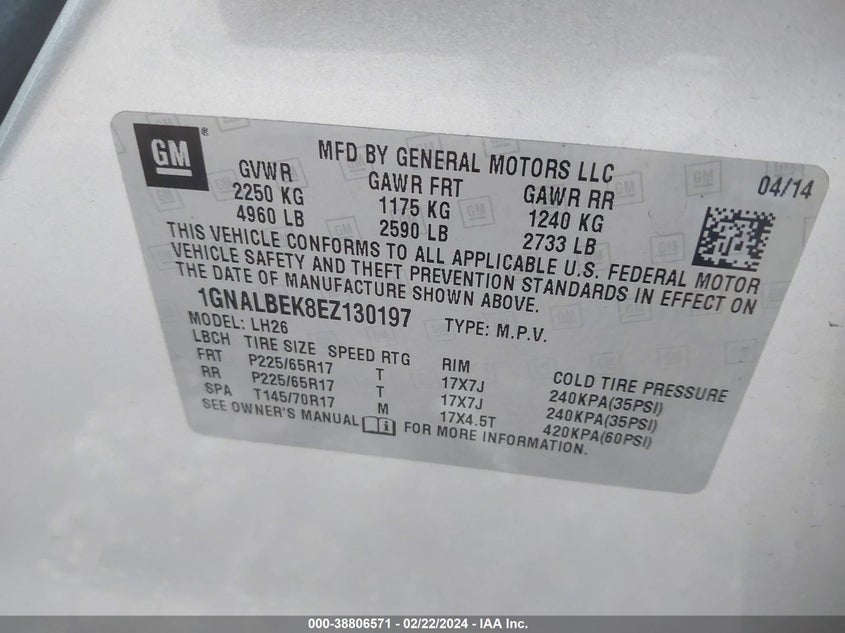 GM
MFD BY GENERAL MOTORS LLC
04/14
GVWR GAWR FRT GAWR RR
2250 KG 1175 KG 1240 KG
4960 LB 2590 LB 2733 LB
THIS VEHICLE CONFORMS TO ALL APPLICABLE U.S. FEDERAL MOTOR
VEHICLE SAFETY AND THEFT PREVENTION STANDARDS IN EFFECT ON
THE DATE OF MANUFACTURE SHOWN ABOVE.
1GNALBEK8EZ130197 TYPE: M.P.V.
MODEL: LH26
LBCH TIRE SIZE SPEED RTG RIM COLD TIRE PRESSURE
FRT P225/65R17 T 17X7J 240KPA(35PSI)
RR P225/65R17 T 17X7J 240KPA(35PSI)
SPA T145/70R17 M 17X4.5T 420KPA(60PSI)
SEE OWNER'S MANUAL i FOR MORE INFORMATION.
000-38806571 - 02/22/2024 - IAA Inc.